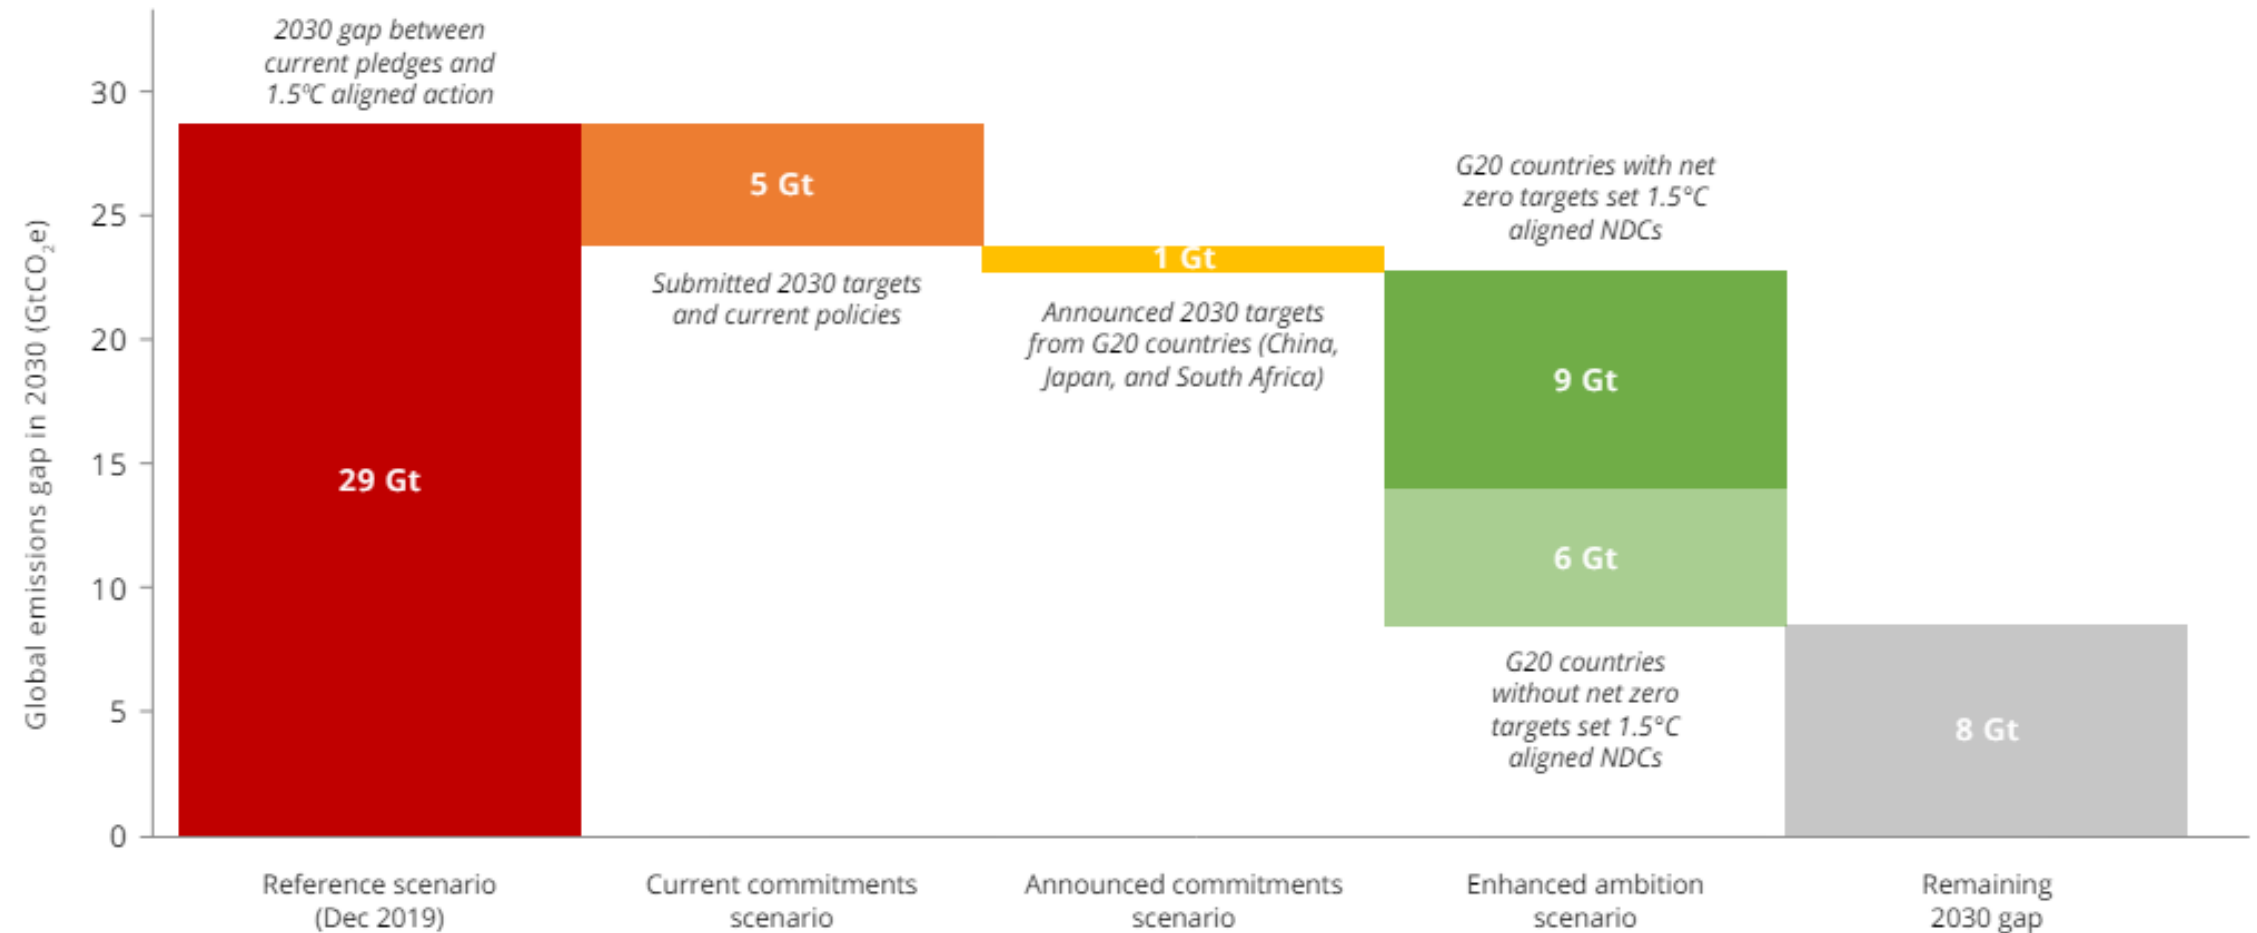 2030 gap between
current pledges and
1.5ºC aligned action
30
25
20
15
10
5
0
Global emissions gap in 2030 (GtCO₂e)
29 Gt
5 Gt
Submitted 2030 targets
and current policies
1 Gt
Announced 2030 targets
from G20 countries (China,
Japan, and South Africa)
G20 countries with net
zero targets set 1.5°C
aligned NDCs
9 Gt
6 Gt
G20 countries
without net zero
targets set 1.5°C
aligned NDCs
8 Gt
Reference scenario
(Dec 2019)
Current commitments
scenario
Announced commitments
scenario
Enhanced ambition
scenario
Remaining
2030 gap